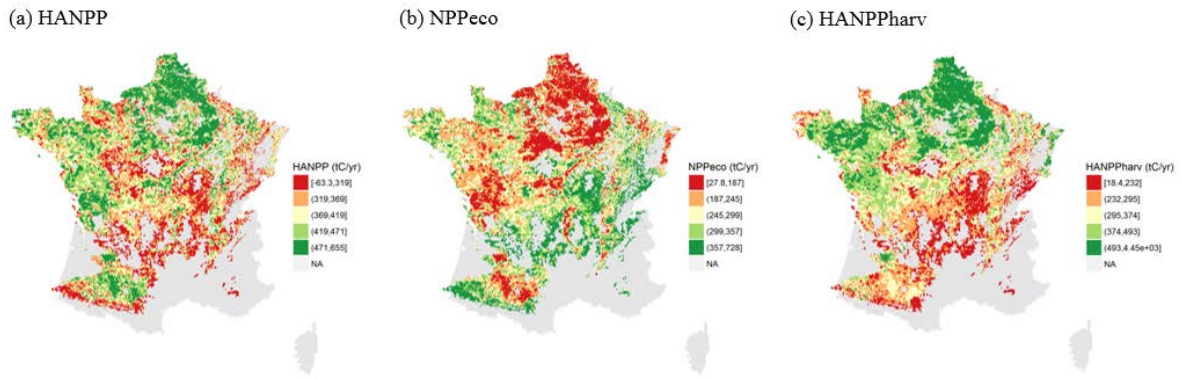 (a) HANPP
(b) NPPeco
(c) HANPPharv
HANPP (tC/yr)
[-63.3,319]
(319,369]
(369,419]
(419,471]
(471,655]
NA
NPPeco (tC/yr)
[27.8,187]
(187,245]
(245,299]
(299,357]
(357,728]
NA
HANPPharv (tC/yr)
[18.4,232]
(232,295]
(295,374]
(374,493]
(493,4.45e+03]
NA